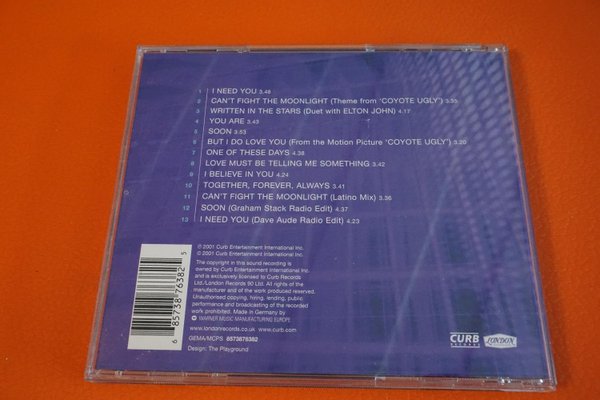 1 I NEED YOU 3.48
2 CAN'T FIGHT THE MOONLIGHT (Theme from 'COYOTE UGLY') 3.35
3 WRITTEN IN THE STARS (Duet with ELTON JOHN) 4.17
4 YOU ARE 3.43
5 SOON 3.53
6 BUT I DO LOVE YOU (From the Motion Picture 'COYOTE UGLY') 3.20
7 ONE OF THESE DAYS 4.38
8 LOVE MUST BE TELLING ME SOMETHING 3.42
9 I BELIEVE IN YOU 4.24
10 TOGETHER, FOREVER, ALWAYS 3.41
11 CAN'T FIGHT THE MOONLIGHT (Latino Mix) 3.36
12 SOON (Graham Stack Radio Edit) 4.37
13 I NEED YOU (Dave Aude Radio Edit) 4.23
℗ 2001 Curb Entertainment International Inc.
© 2001 Curb Entertainment International Inc.
The copyright in this sound recording is
owned by Curb Entertainment International Inc.
and is exclusively licensed to Curb Records
Ltd./London Records 90 Ltd. All rights of the
manufacturer and of the work produced reserved.
Unauthorised copying, hiring, lending, public
performance and broadcasting of the recorded
work prohibited. Made in Germany by
WARNER MUSIC MANUFACTURING EUROPE.
www.londonrecords.co.uk www.curb.com
GEMA/MCPS 8573876382
Design: The Playground
6 85738 76382 5
CURB
RECORDS
LONDON